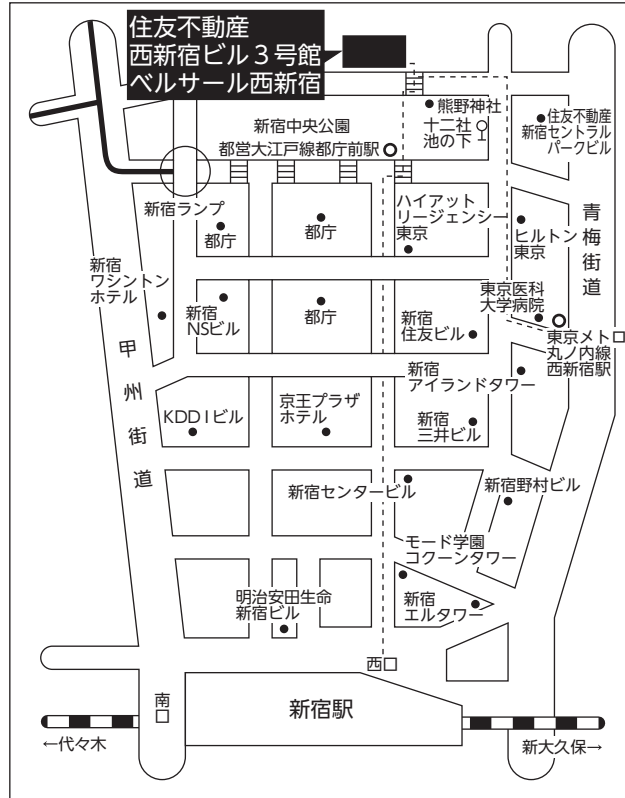 住友不動産
西新宿ビル３号館
ベルサール西新宿
熊野神社
十二社
池の下
住友不動産
新宿セントラル
パークビル
新宿中央公園
都営大江戸線都庁前駅
新宿ランプ
都庁
都庁
ハイアット
リージェンシー
東京
ヒルトン
東京
青梅街道
新宿
ワシントン
ホテル
新宿
NSビル
都庁
新宿
住友ビル
東京医科
大学病院
東京メトロ
丸ノ内線
西新宿駅
甲州街道
新宿
アイランドタワー
KDDIビル
京王プラザ
ホテル
新宿
三井ビル
新宿センタービル
新宿野村ビル
モード学園
コクーンタワー
明治安田生命
新宿ビル
新宿
エルタワー
西口
南口
新宿駅
←代々木
新大久保→